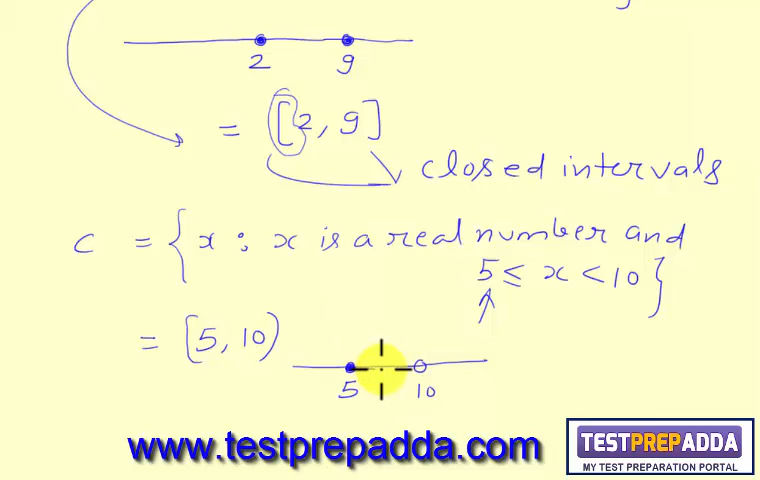 2 9
= [2, 9]
closed intervals
C = { x : x is a real number and
5 ≤ x < 10 }
= [5, 10)
5 10
www.testprepadda.com
TESTPREPADDA
MY TEST PREPARATION PORTAL